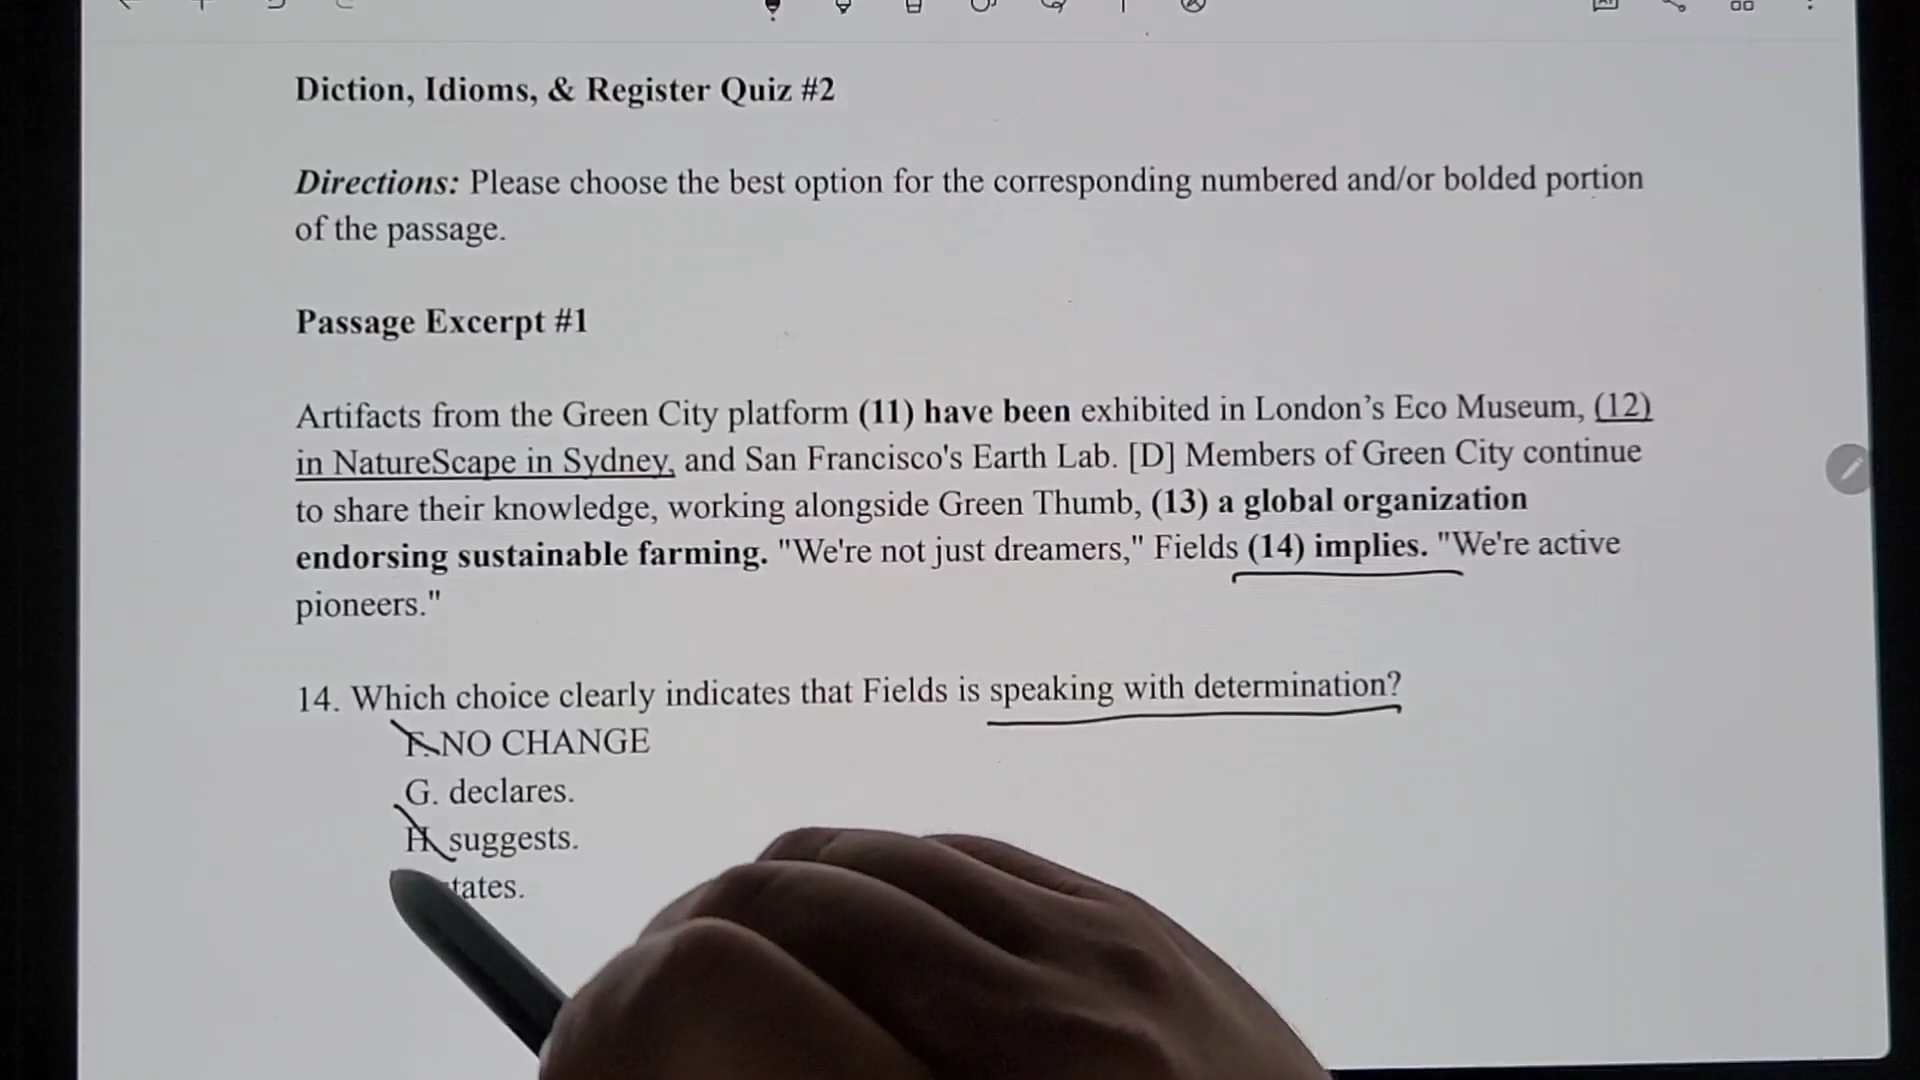 Diction, Idioms, & Register Quiz #2
Directions: Please choose the best option for the corresponding numbered and/or bolded portion
of the passage.
Passage Excerpt #1
Artifacts from the Green City platform (11) have been exhibited in London’s Eco Museum, (12)
in NatureScape in Sydney, and San Francisco's Earth Lab. [D] Members of Green City continue
to share their knowledge, working alongside Green Thumb, (13) a global organization
endorsing sustainable farming. "We're not just dreamers," Fields (14) implies. "We're active
pioneers."
14. Which choice clearly indicates that Fields is speaking with determination?
F. NO CHANGE
G. declares.
H. suggests.
tates.